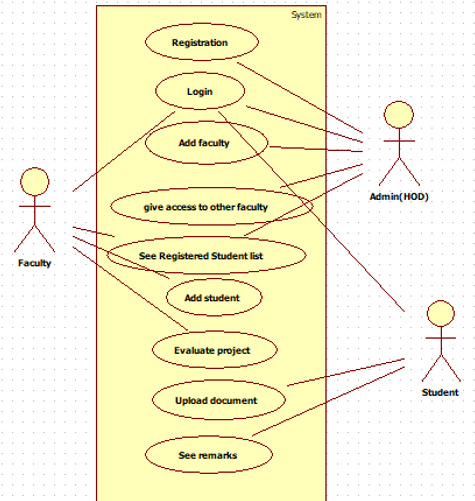 System
Registration
Login
Add faculty
Admin(HOD)
give access to other faculty
See Registered Student list
Faculty
Add student
Evaluate project
Student
Upload document
See remarks